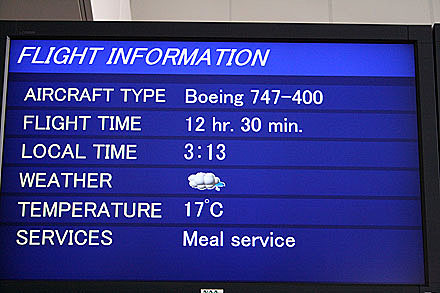 FLIGHT INFORMATION
AIRCRAFT TYPE Boeing 747-400
FLIGHT TIME 12 hr. 30 min.
LOCAL TIME 3:13
WEATHER
TEMPERATURE 17°C
SERVICES Meal service